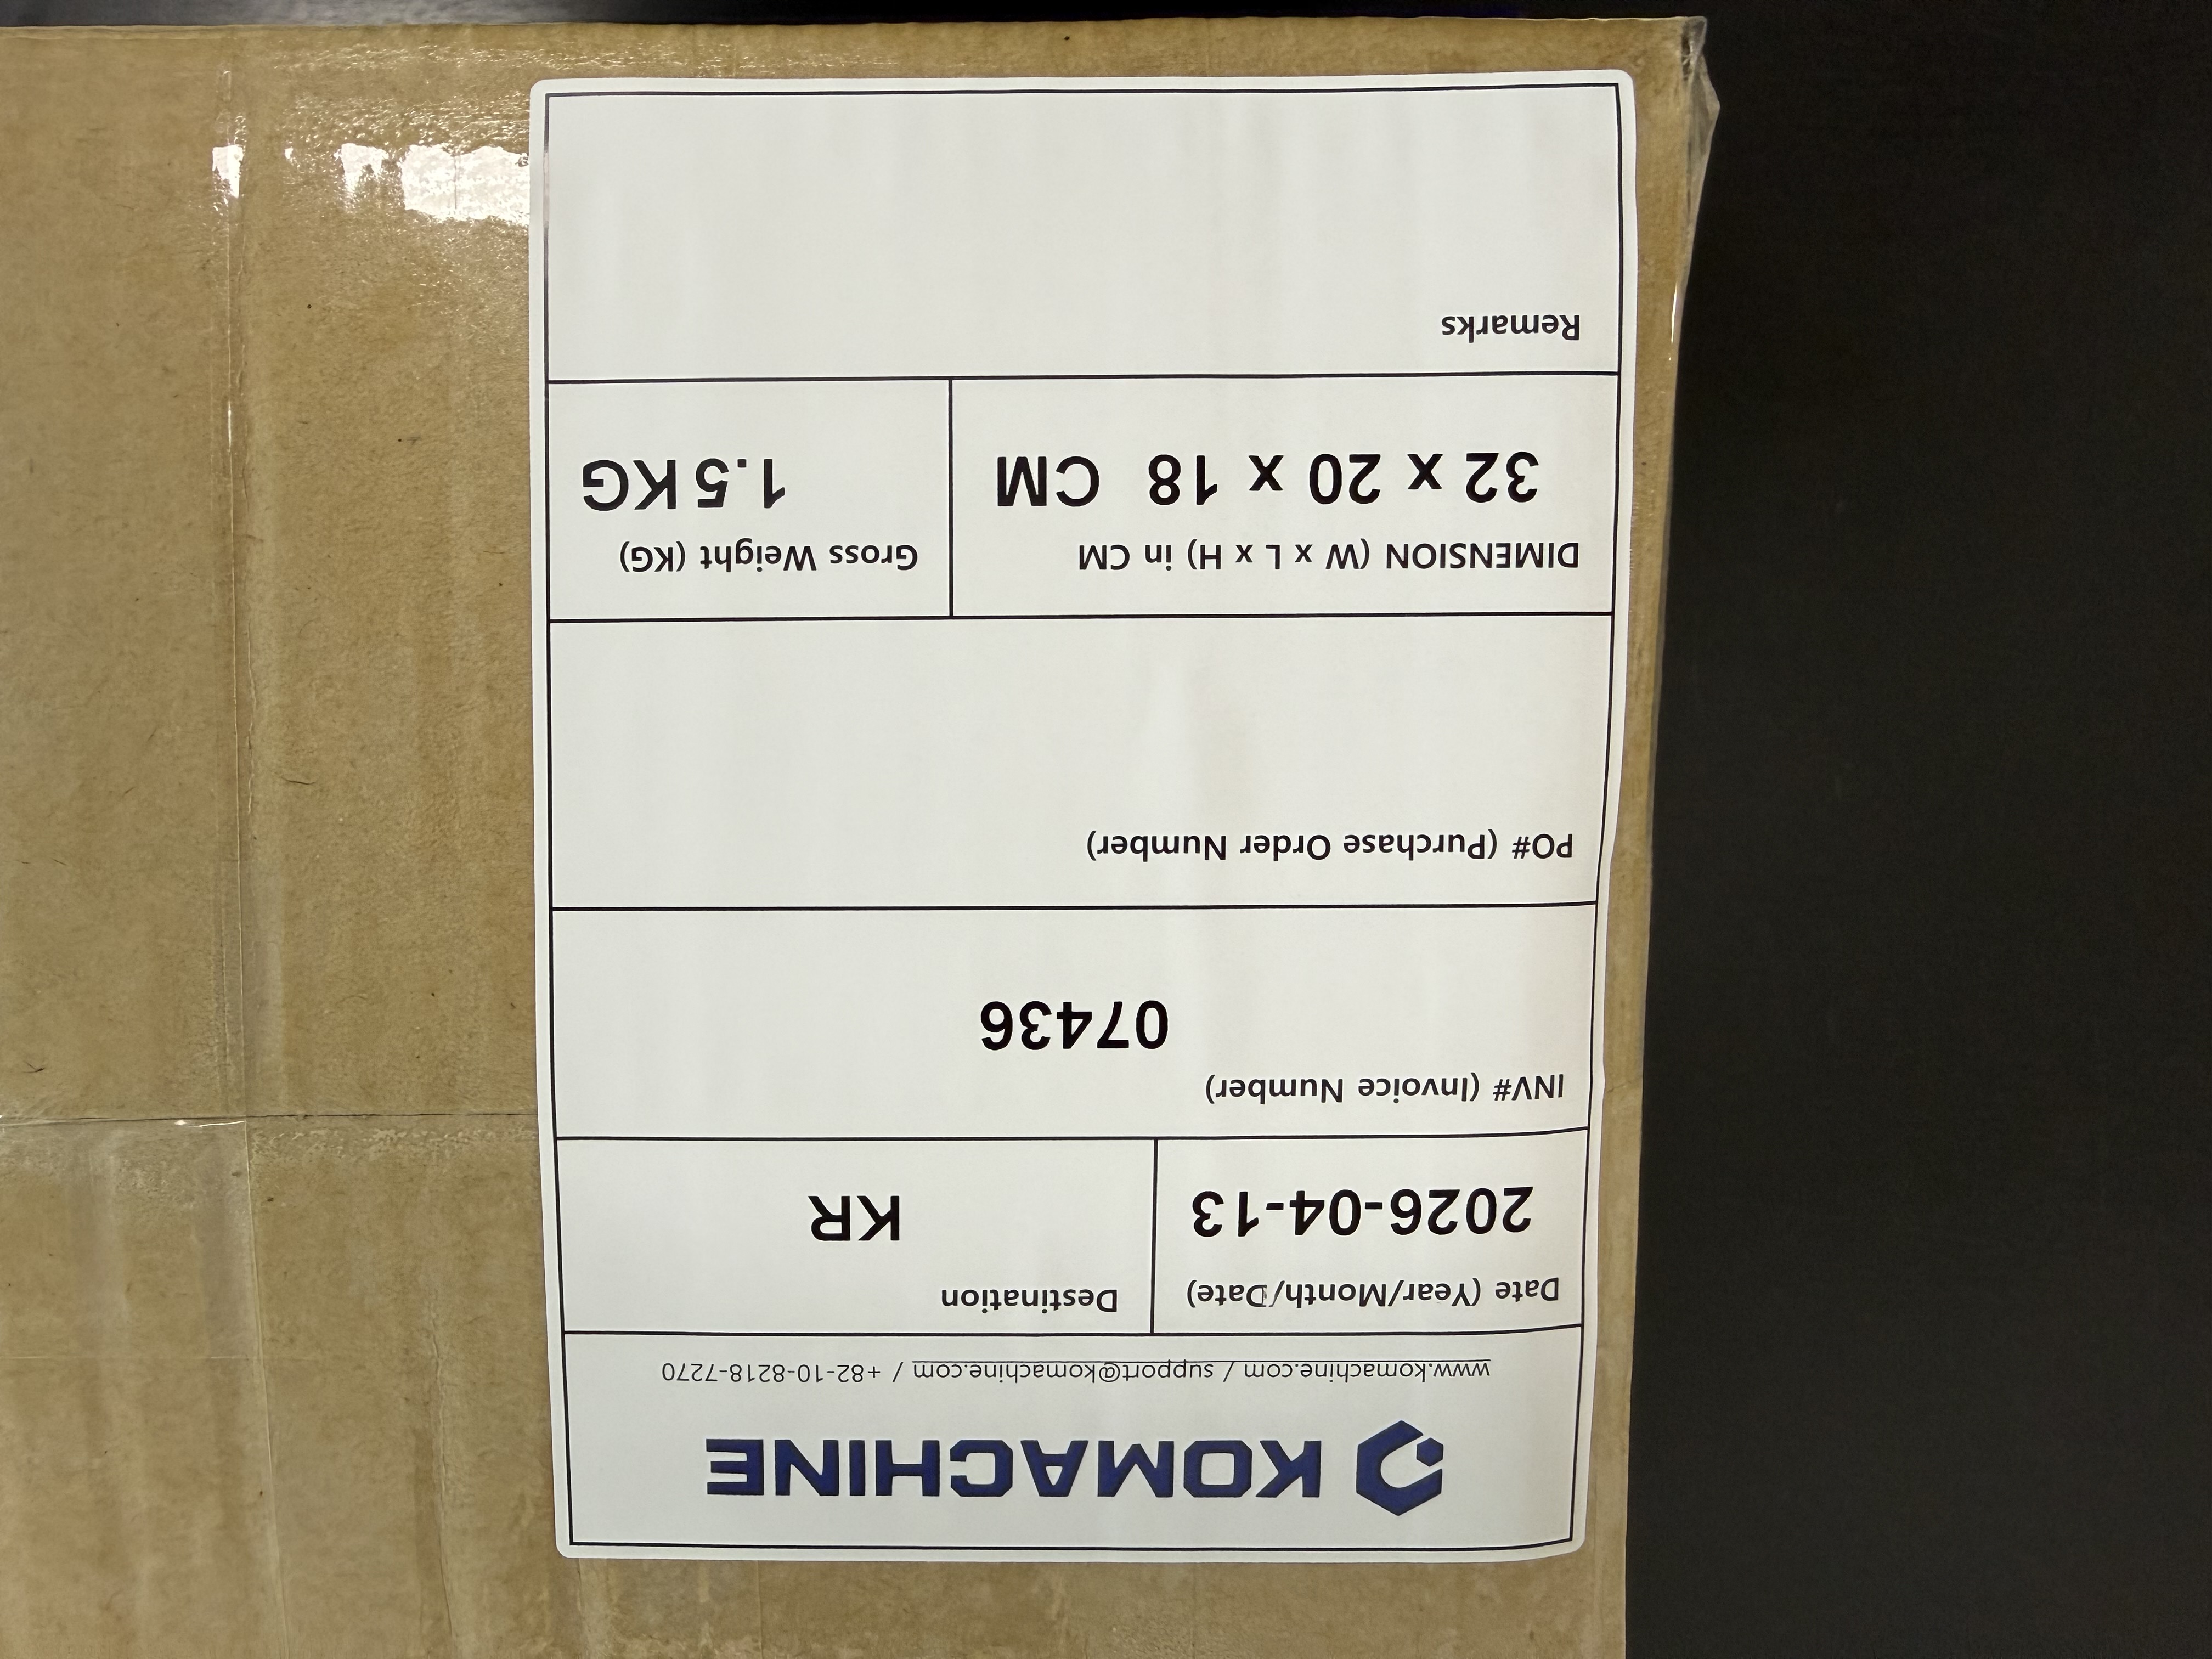 KOMACHINE
www.komachine.com / support@komachine.com / +82-10-8218-7270
Date (Year/Month/Date)
2026-04-13
Destination
KR
INV# (Invoice Number)
07436
PO# (Purchase Order Number)
DIMENSION (W x L x H) in CM
32 x 20 x 18 CM
Gross Weight (KG)
1.5 KG
Remarks